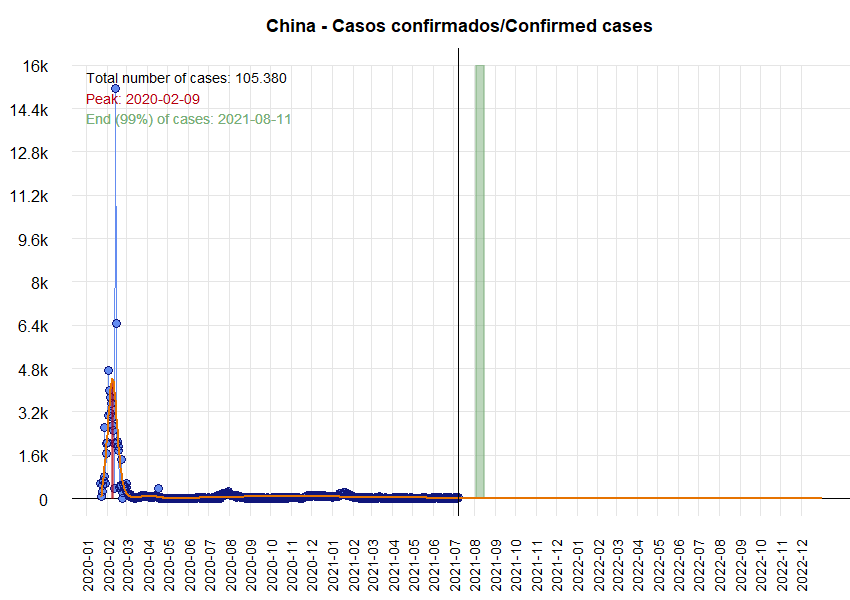 China - Casos confirmados/Confirmed cases
16k
Total number of cases: 105.380
Peak: 2020-02-09
14.4k
End (99%) of cases: 2021-08-11
12.8k
11.2k
9.6k
8k
6.4k
4.8k
3.2k
1.6k
0
2020-01
2020-02
2020-03
2020-04
2020-05
2020-06
2020-07
2020-08
2020-09
2020-10
2020-11
2020-12
2021-01
2021-02
2021-03
2021-04
2021-05
2021-06
2021-07
2021-08
2021-09
2021-10
2021-11
2021-12
2022-01
2022-02
2022-03
2022-04
2022-05
2022-06
2022-07
2022-08
2022-09
2022-10
2022-11
2022-12